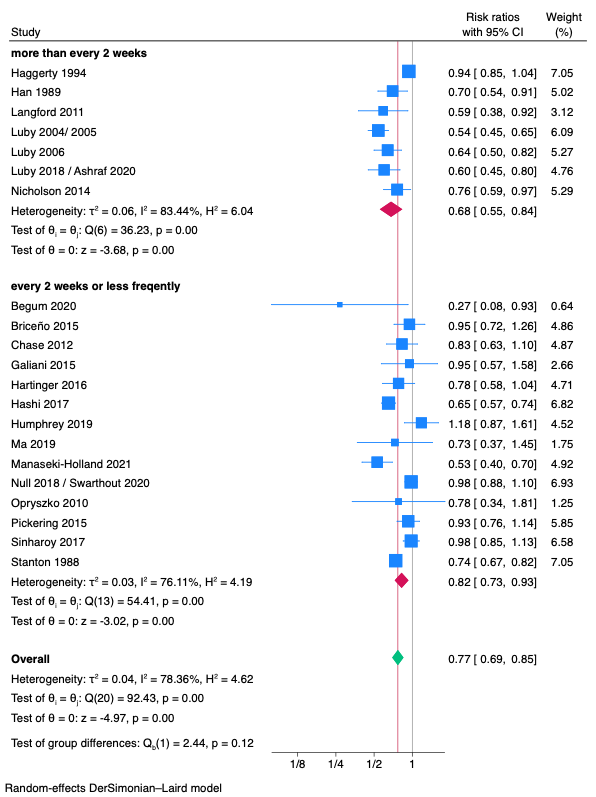 Risk ratios Weight
Study with 95% CI (%)
more than every 2 weeks
Haggerty 1994 0.94 [ 0.85, 1.04] 7.05
Han 1989 0.70 [ 0.54, 0.91] 5.02
Langford 2011 0.59 [ 0.38, 0.92] 3.12
Luby 2004/ 2005 0.54 [ 0.45, 0.65] 6.09
Luby 2006 0.64 [ 0.50, 0.82] 5.27
Luby 2018 / Ashraf 2020 0.60 [ 0.45, 0.80] 4.76
Nicholson 2014 0.76 [ 0.59, 0.97] 5.29
Heterogeneity: τ² = 0.06, I² = 83.44%, H² = 6.04 0.68 [ 0.55, 0.84]
Test of θᵢ = θⱼ: Q(6) = 36.23, p = 0.00
Test of θ = 0: z = -3.68, p = 0.00
every 2 weeks or less freqently
Begum 2020 0.27 [ 0.08, 0.93] 0.64
Briceño 2015 0.95 [ 0.72, 1.26] 4.86
Chase 2012 0.83 [ 0.63, 1.10] 4.87
Galiani 2015 0.95 [ 0.57, 1.58] 2.66
Hartinger 2016 0.78 [ 0.58, 1.04] 4.71
Hashi 2017 0.65 [ 0.57, 0.74] 6.82
Humphrey 2019 1.18 [ 0.87, 1.61] 4.52
Ma 2019 0.73 [ 0.37, 1.45] 1.75
Manaseki-Holland 2021 0.53 [ 0.40, 0.70] 4.92
Null 2018 / Swarthout 2020 0.98 [ 0.88, 1.10] 6.93
Opryszko 2010 0.78 [ 0.34, 1.81] 1.25
Pickering 2015 0.93 [ 0.76, 1.14] 5.85
Sinharoy 2017 0.98 [ 0.85, 1.13] 6.58
Stanton 1988 0.74 [ 0.67, 0.82] 7.05
Heterogeneity: τ² = 0.03, I² = 76.11%, H² = 4.19 0.82 [ 0.73, 0.93]
Test of θᵢ = θⱼ: Q(13) = 54.41, p = 0.00
Test of θ = 0: z = -3.02, p = 0.00
Overall 0.77 [ 0.69, 0.85]
Heterogeneity: τ² = 0.04, I² = 78.36%, H² = 4.62
Test of θᵢ = θⱼ: Q(20) = 92.43, p = 0.00
Test of θ = 0: z = -4.97, p = 0.00
Test of group differences: Q_b(1) = 2.44, p = 0.12
1/8 1/4 1/2 1
Random-effects DerSimonian–Laird model